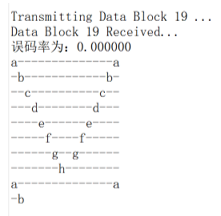 Transmitting Data Block 19 ...
Data Block 19 Received...
误码率为: 0.000000
a--------------a
-b------------b-
--c----------c--
---d--------d---
----e------e----
-----f----f-----
------g--g------
-------h--------
a--------------a
-b